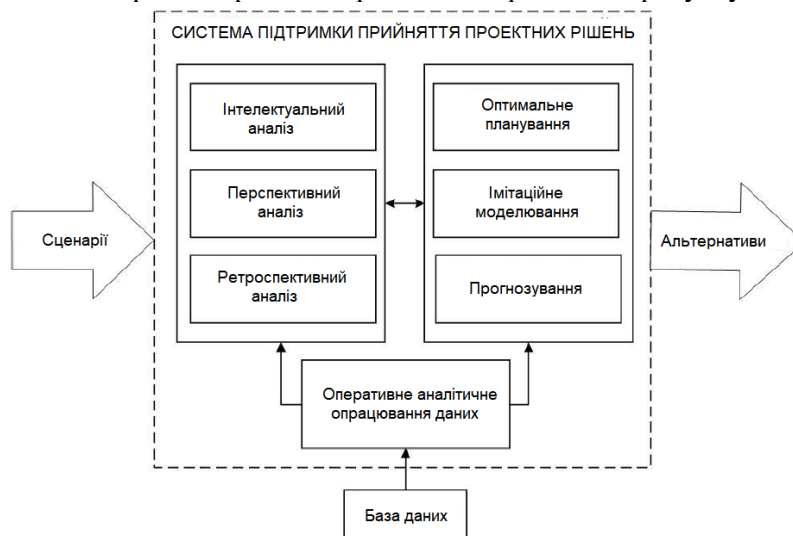 СИСТЕМА ПІДТРИМКИ ПРИЙНЯТТЯ ПРОЕКТНИХ РІШЕНЬ
Інтелектуальний
аналіз
Перспективний
аналіз
Ретроспективний
аналіз
Оптимальне
планування
Імітаційне
моделювання
Прогнозування
Сценарії
Альтернативи
Оперативне аналітичне
опрацювання даних
База даних